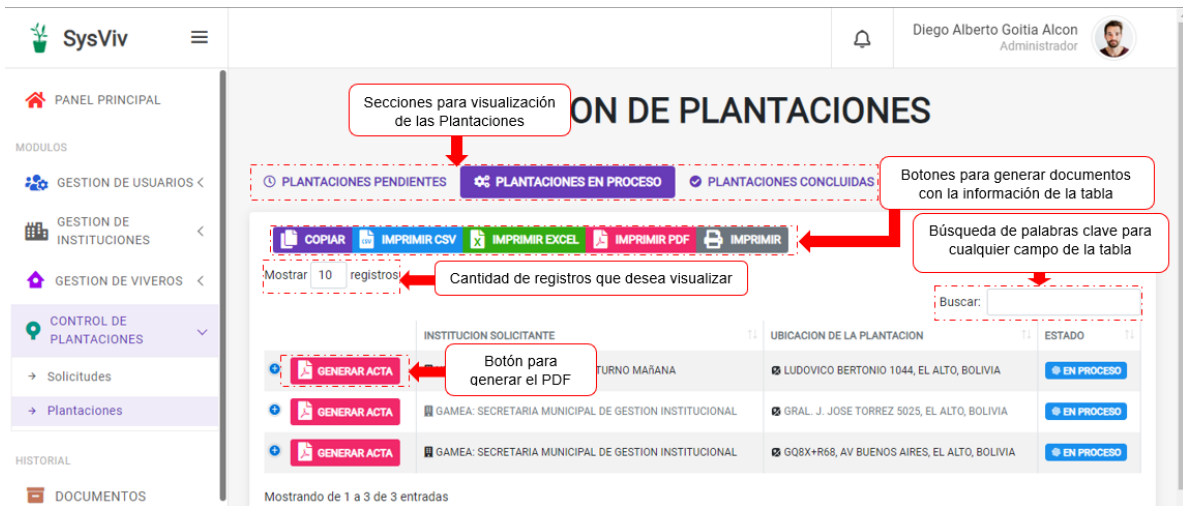 SysViv
Diego Alberto Goitia Alcon
Administrador
PANEL PRINCIPAL
MODULOS
GESTION DE USUARIOS
GESTION DE
INSTITUCIONES
GESTION DE VIVEROS
CONTROL DE
PLANTACIONES
Solicitudes
Plantaciones
HISTORIAL
DOCUMENTOS
Secciones para visualización
de las Plantaciones
ON DE PLANTACIONES
PLANTACIONES PENDIENTES
PLANTACIONES EN PROCESO
PLANTACIONES CONCLUIDAS
Botones para generar documentos
con la información de la tabla
COPIAR
CSV
IMPRIMIR CSV
X
IMPRIMIR EXCEL
IMPRIMIR PDF
IMPRIMIR
Búsqueda de palabras clave para
cualquier campo de la tabla
Mostrar 10 registros
Cantidad de registros que desea visualizar
Buscar:
INSTITUCION SOLICITANTE
UBICACION DE LA PLANTACION
ESTADO
GENERAR ACTA
Botón para
generar el PDF
TURNO MAñANA
LUDOVICO BERTONIO 1044, EL ALTO, BOLIVIA
EN PROCESO
GENERAR ACTA
GAMEA: SECRETARIA MUNICIPAL DE GESTION INSTITUCIONAL
GRAL. J. JOSE TORREZ 5025, EL ALTO, BOLIVIA
EN PROCESO
GENERAR ACTA
GAMEA: SECRETARIA MUNICIPAL DE GESTION INSTITUCIONAL
GQ8X+R68, AV BUENOS AIRES, EL ALTO, BOLIVIA
EN PROCESO
Mostrando de 1 a 3 de 3 entradas